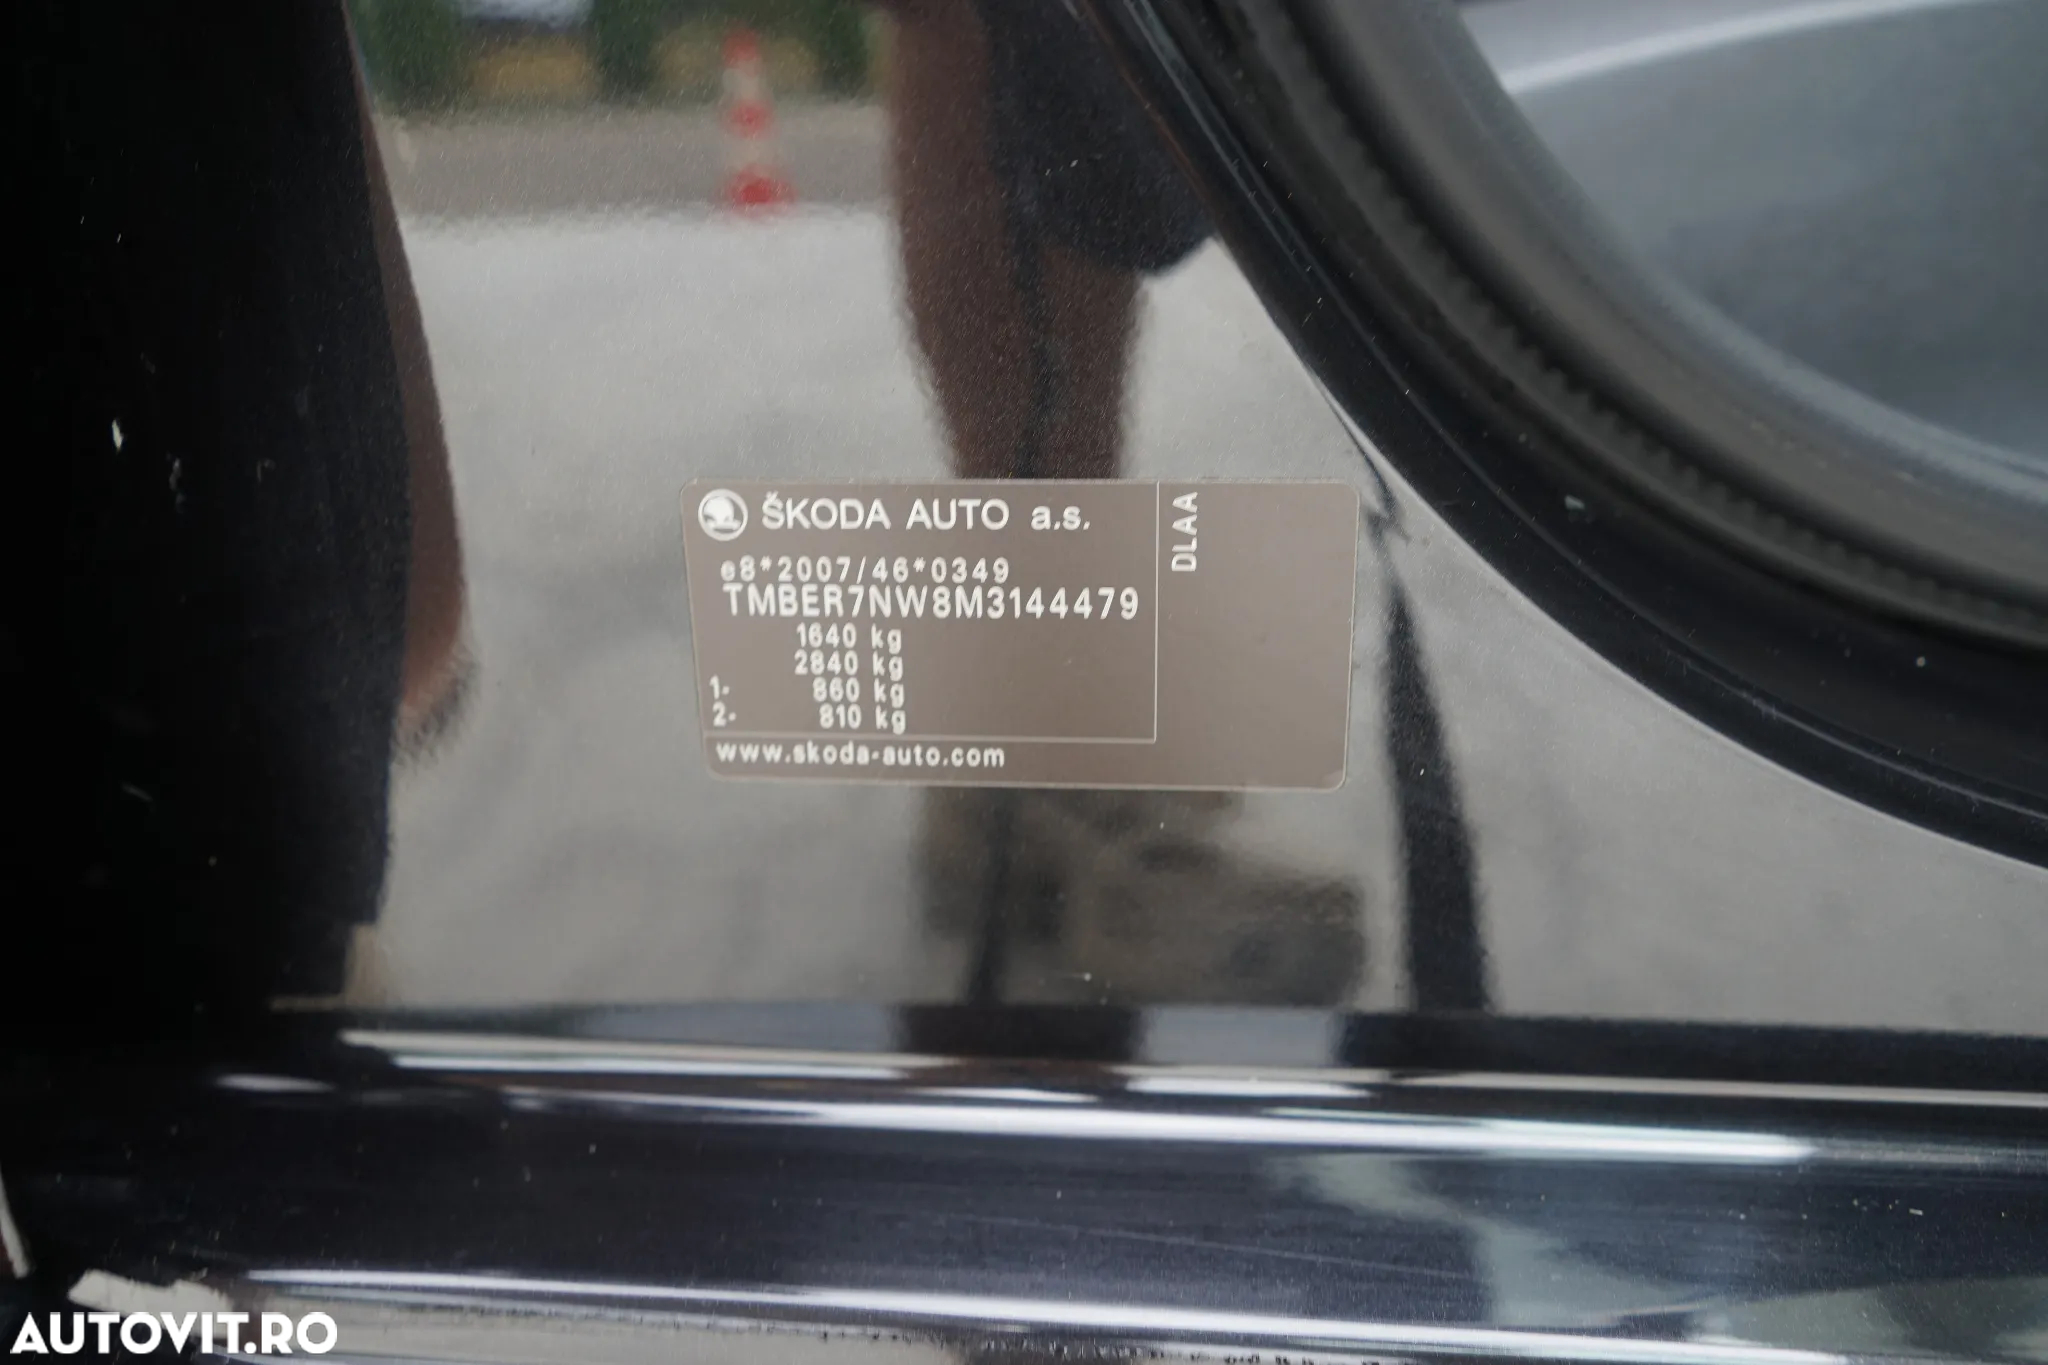 ŠKODA AUTO a.s.
DLAA
e8*2007/46*0349
TMBER7NW8M3144479
1640 kg
2840 kg
1- 860 kg
2- 810 kg
www.skoda-auto.com
AUTOVIT.RO